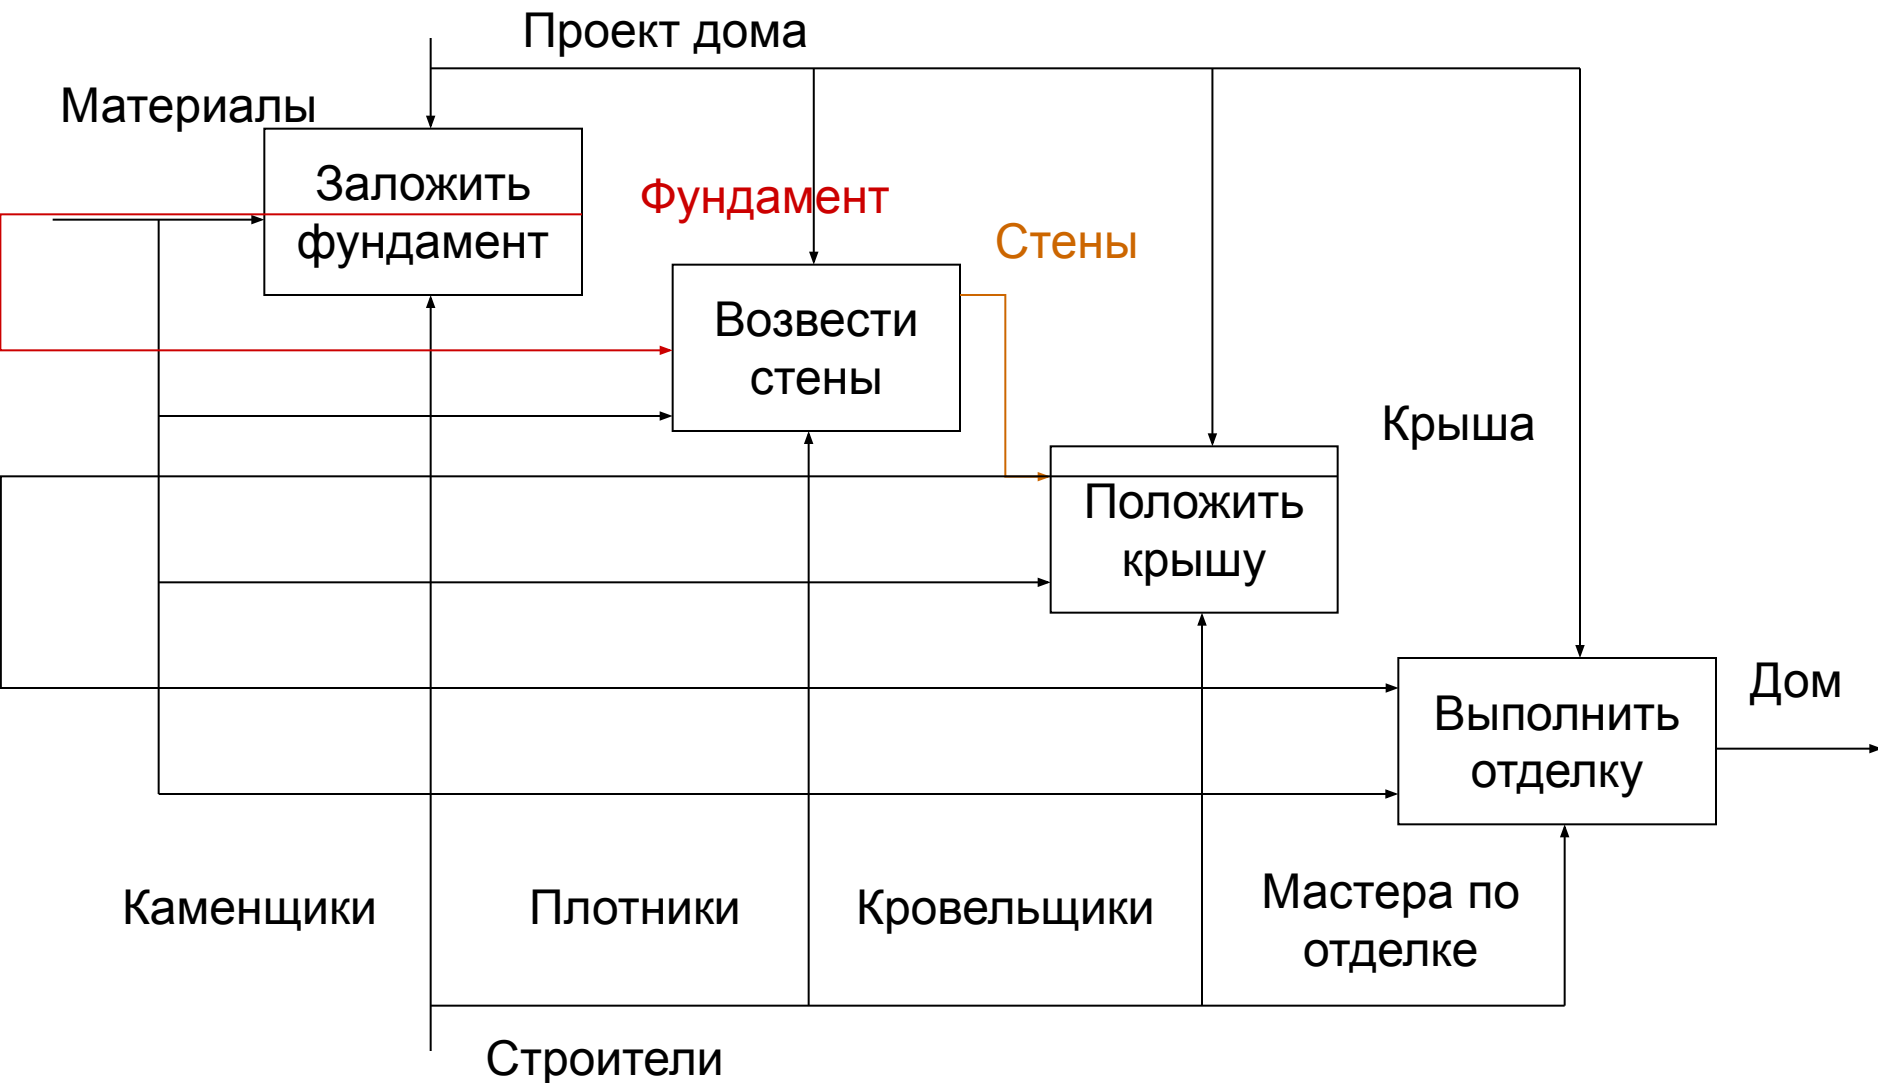 Проект дома
Материалы
Заложить
фундамент
Фундамент
Стены
Возвести
стены
Крыша
Положить
крышу
Дом
Выполнить
отделку
Каменщики
Плотники
Кровельщики
Мастера по
отделке
Строители